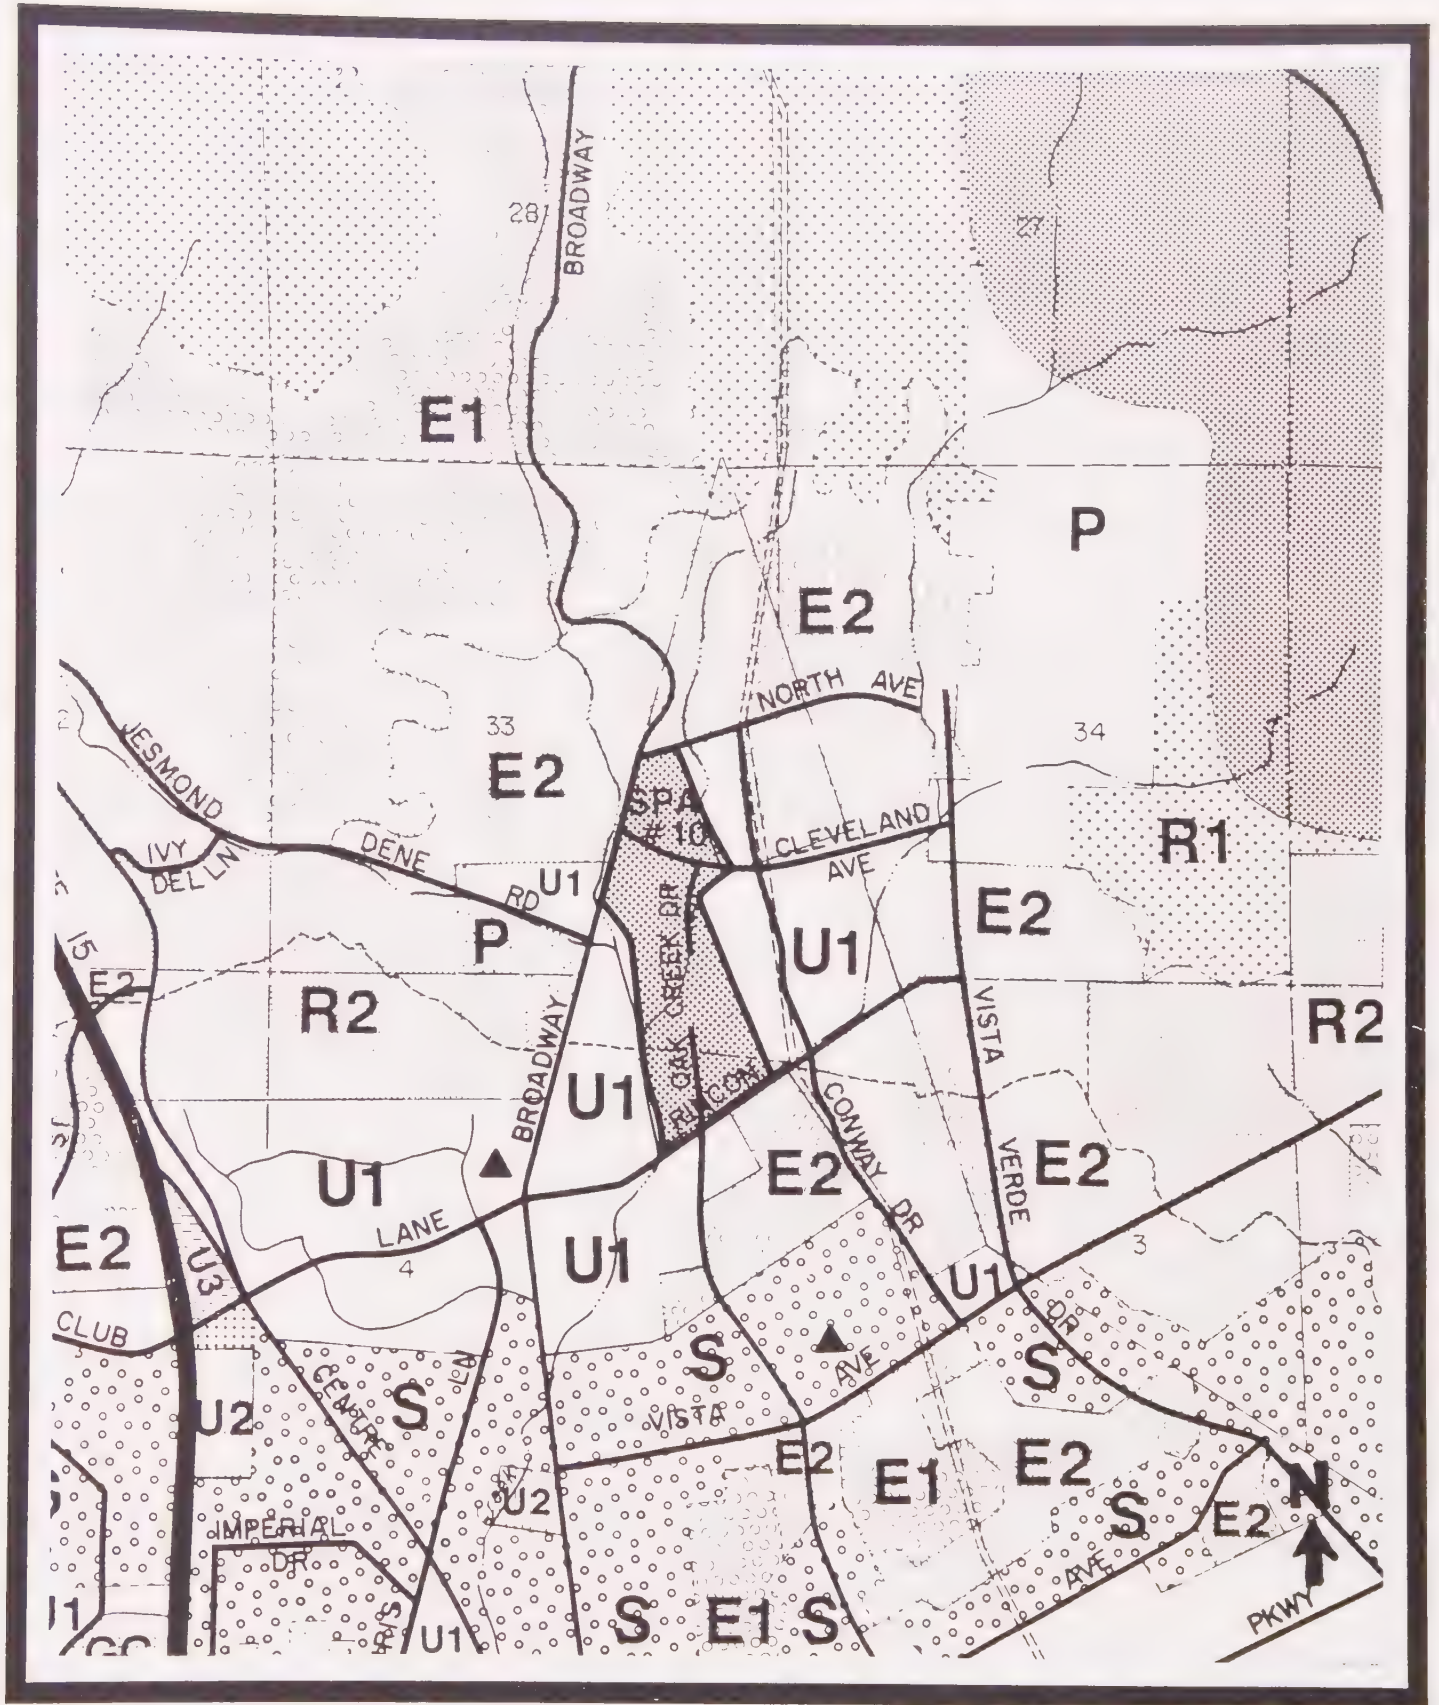 28
27
BROADWAY
E1
P
E2
NORTH AVE
33
34
JESMOND
DENE
RD
E2
SPA
#10
CLEVELAND
AVE
R1
IVY
DELL LN
U1
P
OAK CREEK DR
U1
E2
15
E2
R2
R2
BROADWAY
VISTA
VERDE
DR
U1
RINCON
AVE
CONWAY DR
E2
E2
U1
LANE
E2
U3
4
U1
3
U1
CLUB
S
S
CENTRE
S
LN
U2
VISTA
AVE
E2
E1
E2
U2
S
E2
N
IMPERIAL
DR
AVE
S
E1
S
PKWY
U1